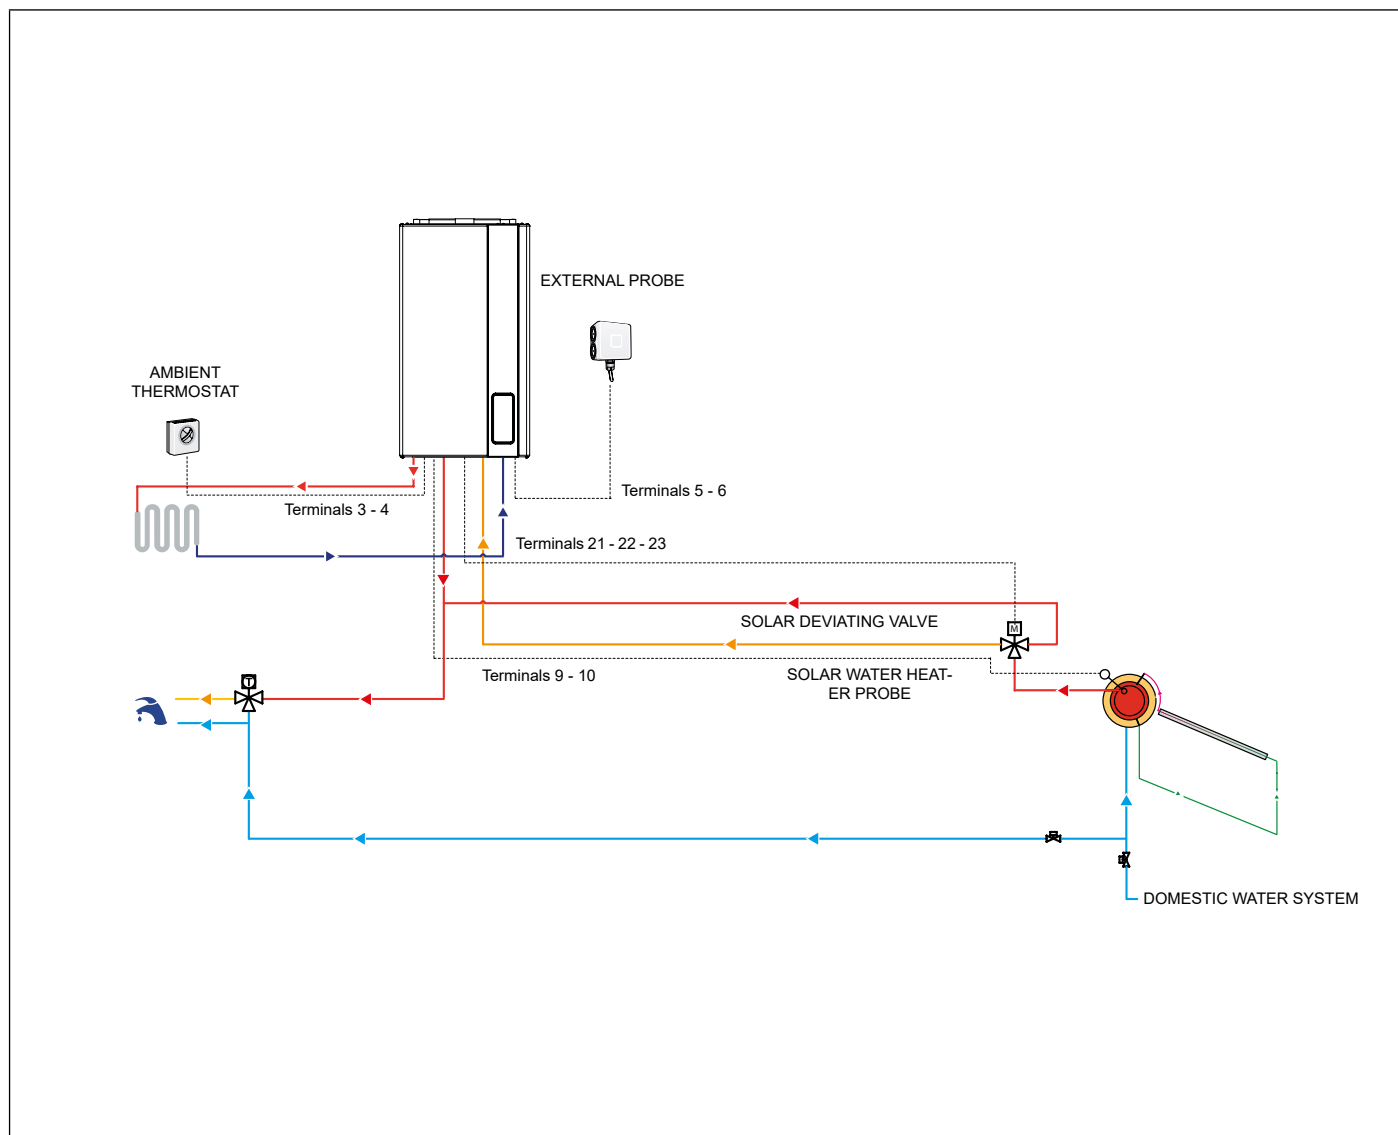 EXTERNAL PROBE
AMBIENT
THERMOSTAT
Terminals 5 - 6
Terminals 3 - 4
Terminals 21 - 22 - 23
SOLAR DEVIATING VALVE
M
SOLAR WATER HEAT-
ER PROBE
Terminals 9 - 10
T
DOMESTIC WATER SYSTEM